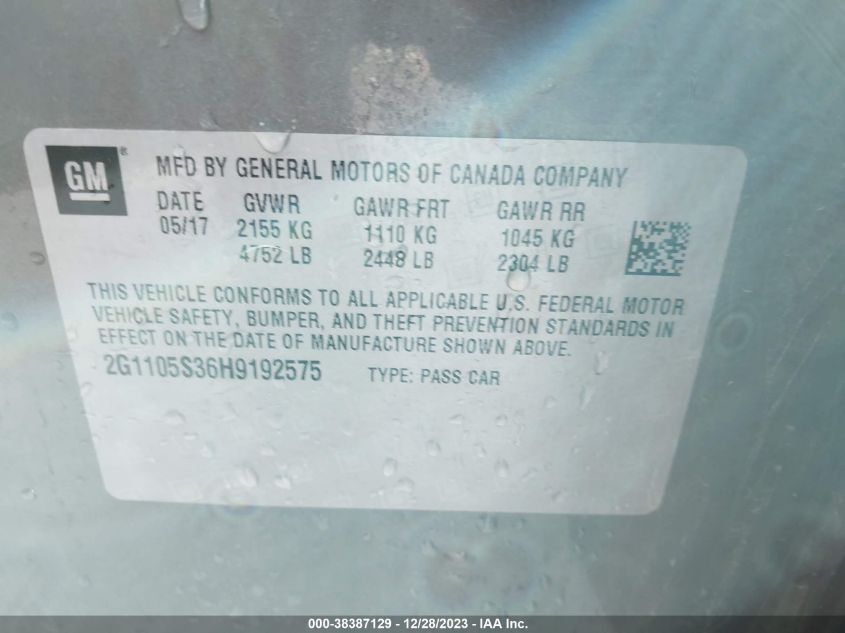 GM®
MFD BY GENERAL MOTORS OF CANADA COMPANY
DATE GVWR GAWR FRT GAWR RR
05/17 2155 KG 1110 KG 1045 KG
4752 LB 2448 LB 2304 LB
THIS VEHICLE CONFORMS TO ALL APPLICABLE U.S. FEDERAL MOTOR
VEHICLE SAFETY, BUMPER, AND THEFT PREVENTION STANDARDS IN
EFFECT ON THE DATE OF MANUFACTURE SHOWN ABOVE.
2G1105S36H9192575 TYPE: PASS CAR
000-38387129 - 12/28/2023 - IAA Inc.